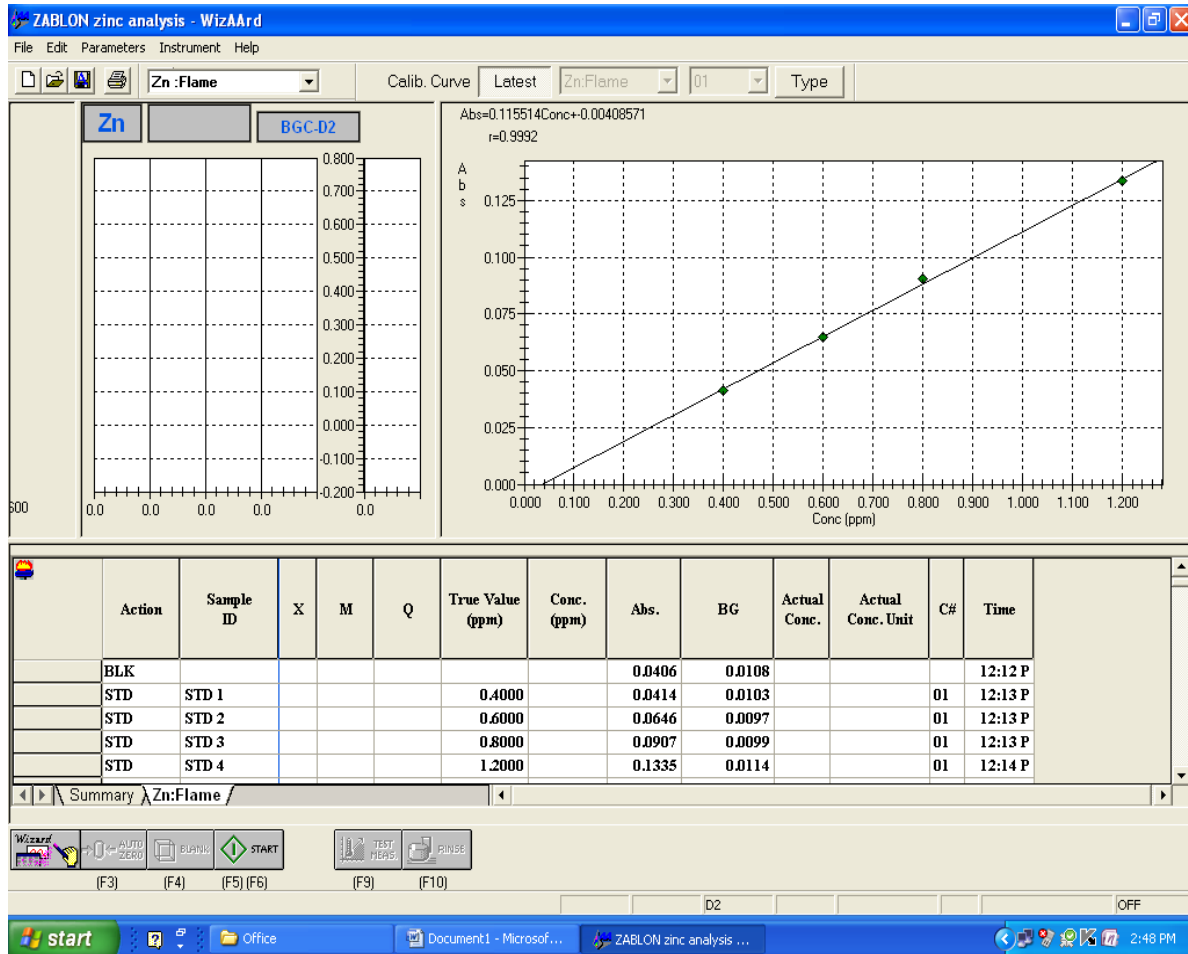 ZABLON zinc analysis - WizAArd
File Edit Parameters Instrument Help
Zn :Flame Calib. Curve Latest Zn:Flame 01 Type
Zn BGC-D2
0.800
0.700
0.600
0.500
0.400
0.300
0.200
0.100
0.000
-0.100
-0.200
600
0.0 0.0 0.0 0.0 0.0
Abs=0.115514Conc+-0.00408571
r=0.9992
Abs
0.125
0.100
0.075
0.050
0.025
0.000
0.000 0.100 0.200 0.300 0.400 0.500 0.600 0.700 0.800 0.900 1.000 1.100 1.200
Conc (ppm)
Action Sample ID X M Q True Value (ppm) Conc. (ppm) Abs. BG Actual Conc. Actual Conc. Unit C# Time
BLK 0.0406 0.0108 12:12 P
STD STD 1 0.4000 0.0414 0.0103 01 12:13 P
STD STD 2 0.6000 0.0646 0.0097 01 12:13 P
STD STD 3 0.8000 0.0907 0.0099 01 12:13 P
STD STD 4 1.2000 0.1335 0.0114 01 12:14 P
Summary Zn:Flame
Wizard AUTO ZERO BLANK START TEST MEAS. RINSE
(F3) (F4) (F5) (F6) (F9) (F10)
D2 OFF
start Office Document1 - Microsof... ZABLON zinc analysis ... 2:48 PM